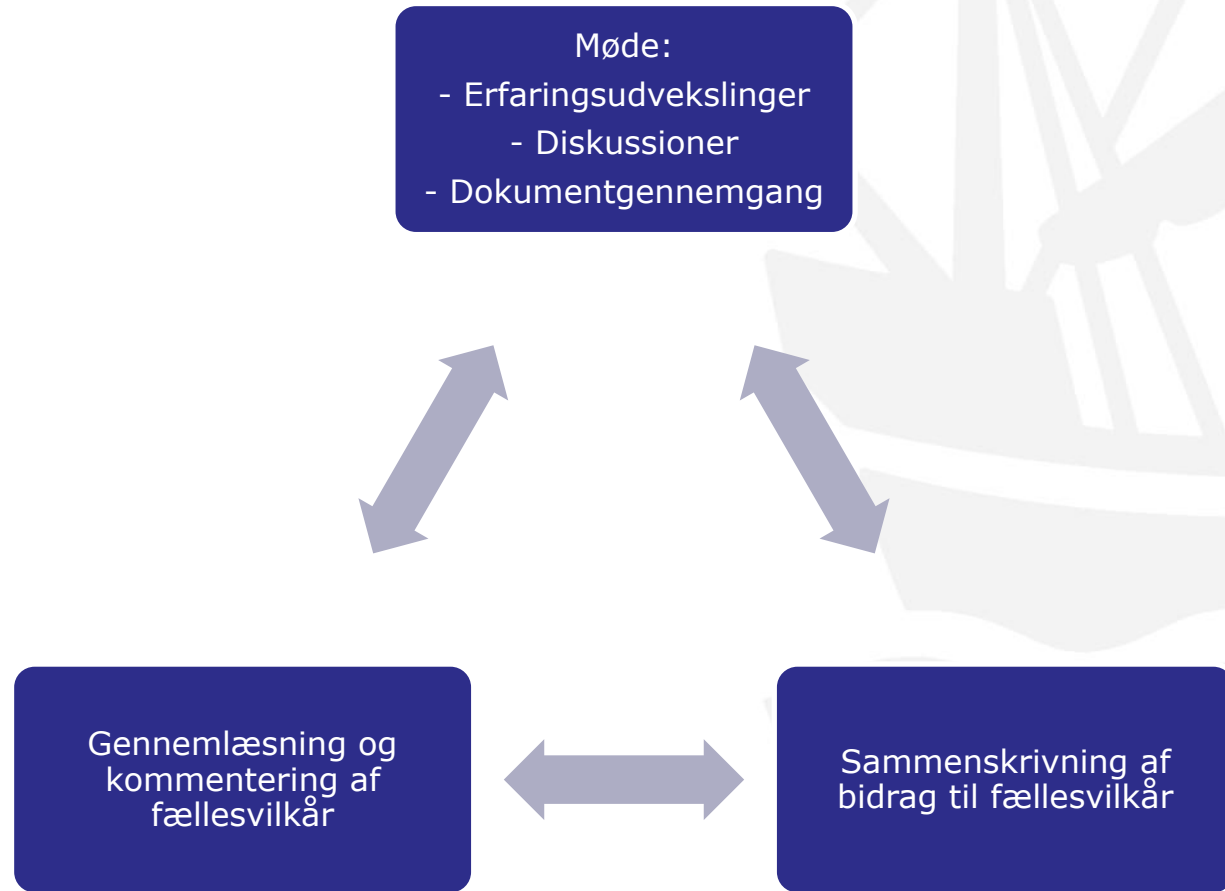 Møde:
- Erfaringsudvekslinger
- Diskussioner
- Dokumentgennemgang
Gennemlæsning og
kommentering af
fællesvilkår
Sammenskrivning af
bidrag til fællesvilkår